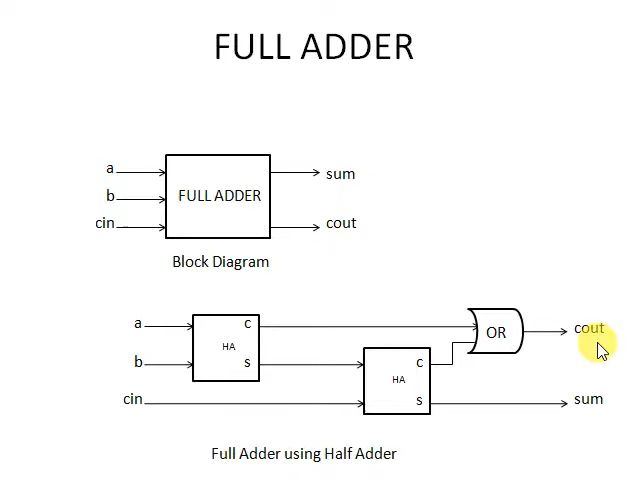 FULL ADDER
a
sum
b
FULL ADDER
cin
cout
Block Diagram
a
c
OR
cout
HA
b
s
c
HA
cin
s
sum
Full Adder using Half Adder